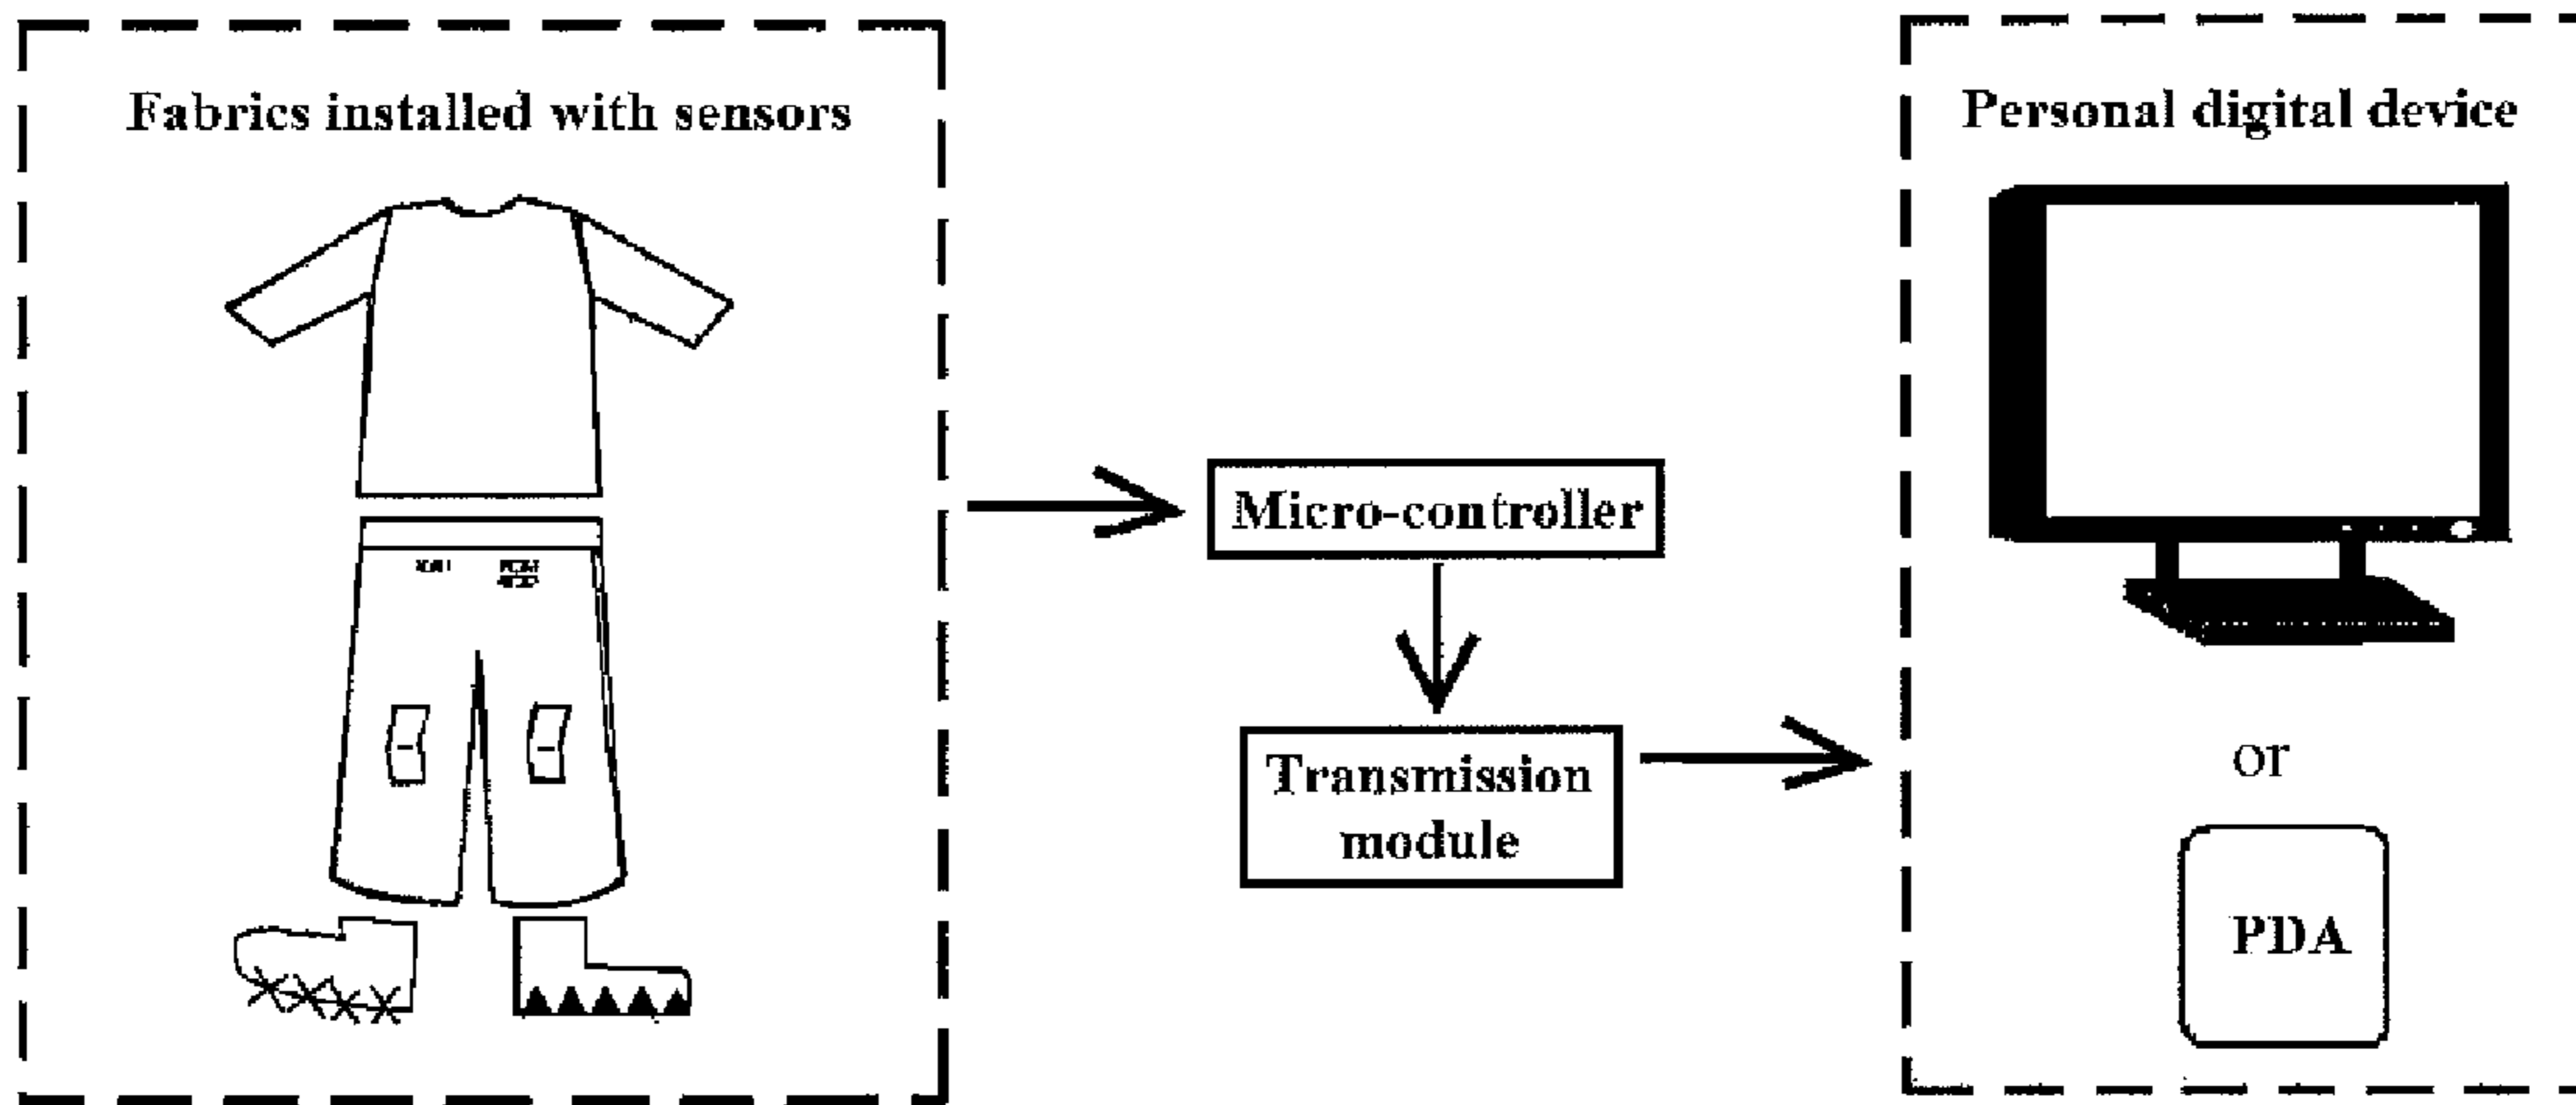 Fabrics installed with sensors
Micro-controller
Transmission
module
Personal digital device
or
PDA